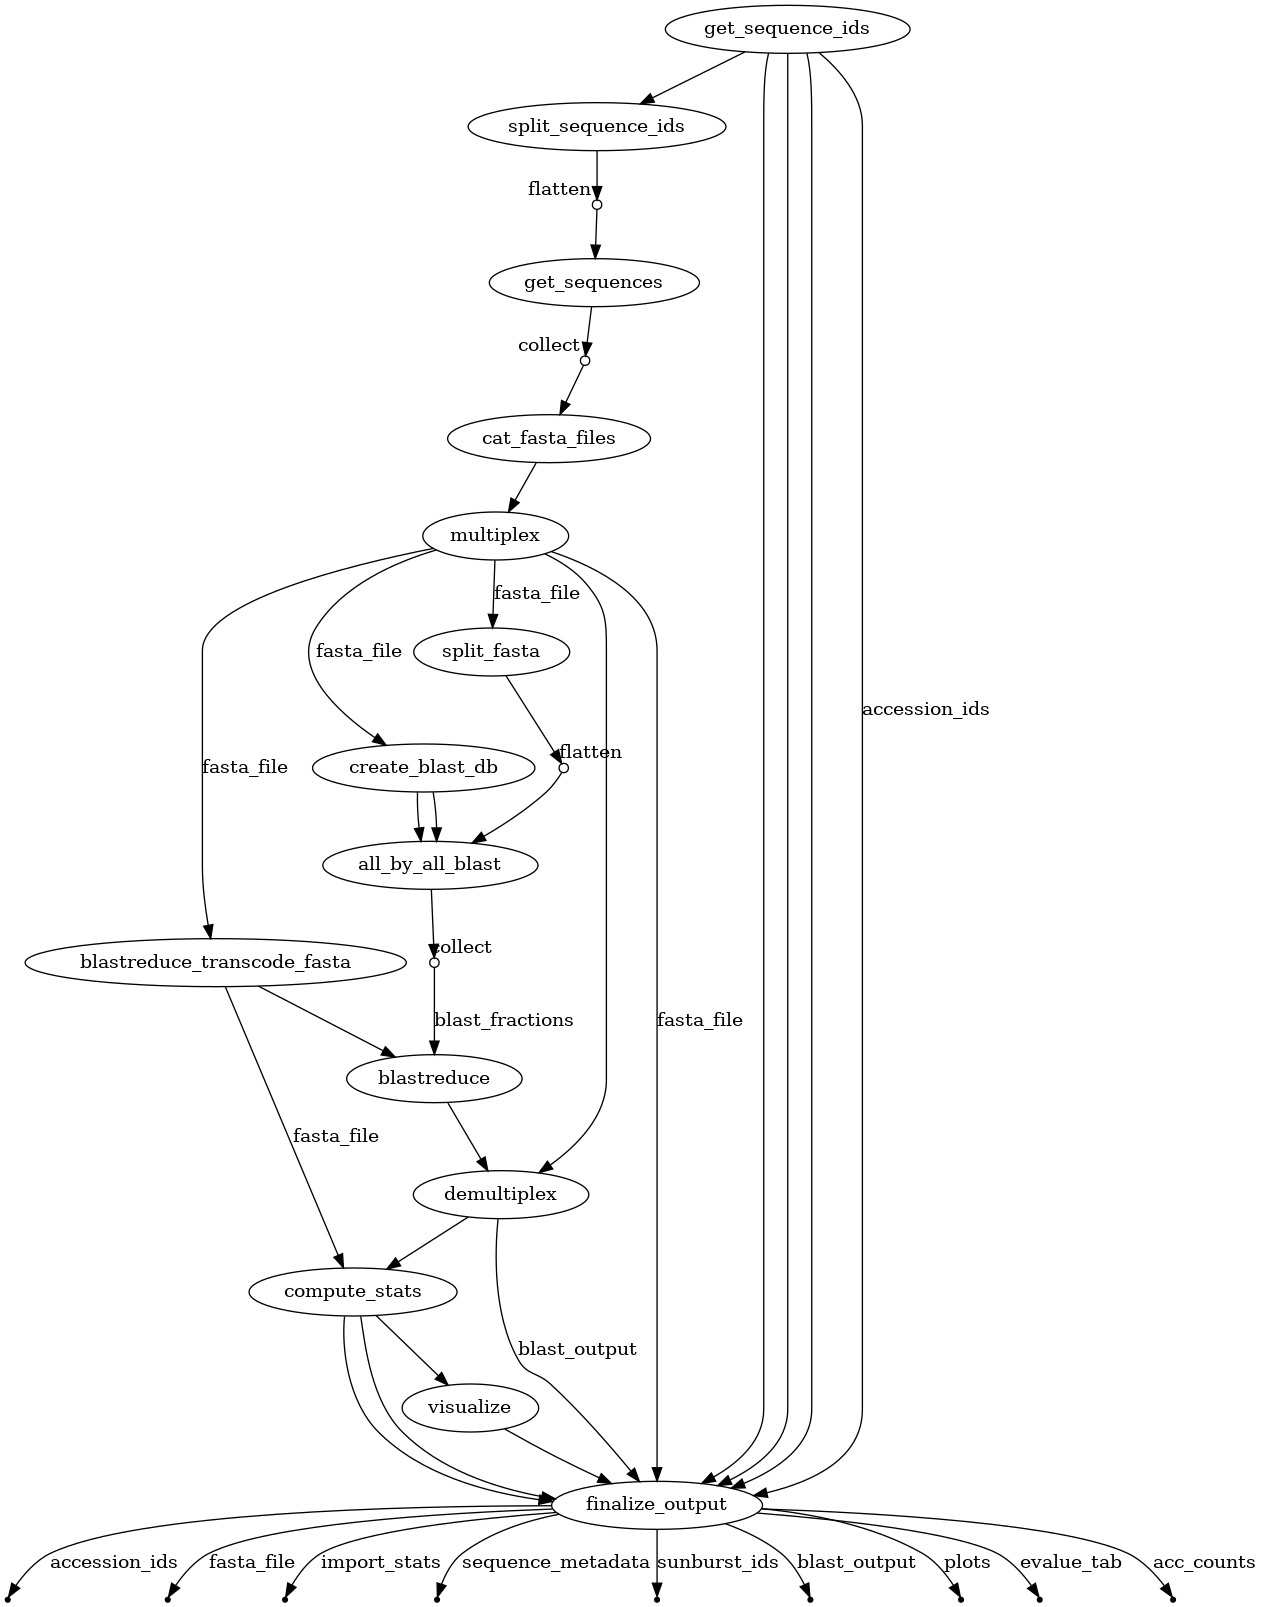 get_sequence_ids
split_sequence_ids
flatten
get_sequences
collect
cat_fasta_files
multiplex
fasta_file
fasta_file
split_fasta
accession_ids
flatten
fasta_file
create_blast_db
all_by_all_blast
collect
blastreduce_transcode_fasta
blast_fractions
fasta_file
blastreduce
fasta_file
demultiplex
compute_stats
blast_output
visualize
finalize_output
accession_ids
fasta_file
import_stats
sequence_metadata
sunburst_ids
blast_output
plots
evalue_tab
acc_counts